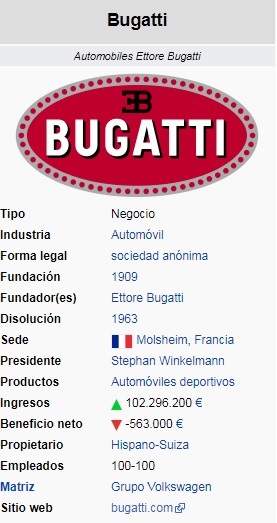 Bugatti
Automobiles Ettore Bugatti
EB
BUGATTI
Tipo Negocio
Industria Automóvil
Forma legal sociedad anónima
Fundación 1909
Fundador(es) Ettore Bugatti
Disolución 1963
Sede Molsheim, Francia
Presidente Stephan Winkelmann
Productos Automóviles deportivos
Ingresos ▲ 102.296.200 €
Beneficio neto ▼ -563.000 €
Propietario Hispano-Suiza
Empleados 100-100
Matriz Grupo Volkswagen
Sitio web bugatti.com